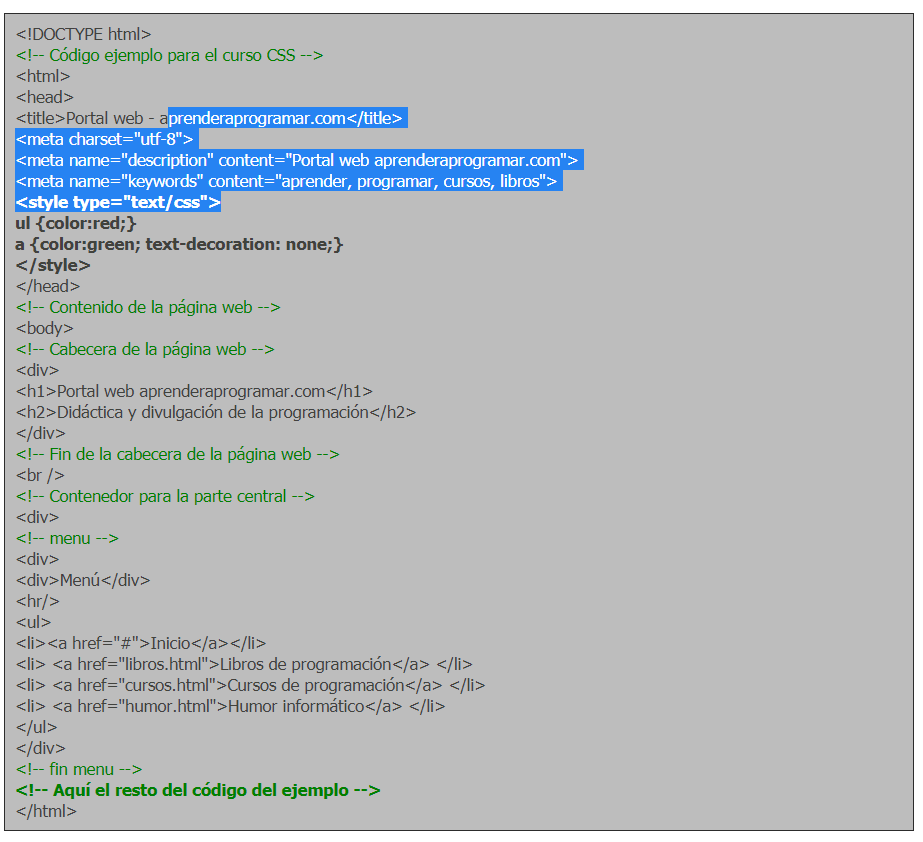 <!DOCTYPE html>
<!-- Código ejemplo para el curso CSS -->
<html>
<head>
<title>Portal web - aprenderaprogramar.com</title>
<meta charset="utf-8">
<meta name="description" content="Portal web aprenderaprogramar.com">
<meta name="keywords" content="aprender, programar, cursos, libros">
<style type="text/css">
ul {color:red;}
a {color:green; text-decoration: none;}
</style>
</head>
<!-- Contenido de la página web -->
<body>
<!-- Cabecera de la página web -->
<div>
<h1>Portal web aprenderaprogramar.com</h1>
<h2>Didáctica y divulgación de la programación</h2>
</div>
<!-- Fin de la cabecera de la página web -->
<br />
<!-- Contenedor para la parte central -->
<div>
<!-- menu -->
<div>
<div>Menú</div>
<hr/>
<ul>
<li><a href="#">Inicio</a></li>
<li> <a href="libros.html">Libros de programación</a> </li>
<li> <a href="cursos.html">Cursos de programación</a> </li>
<li> <a href="humor.html">Humor informático</a> </li>
</ul>
</div>
<!-- fin menu -->
<!-- Aquí el resto del código del ejemplo -->
</html>